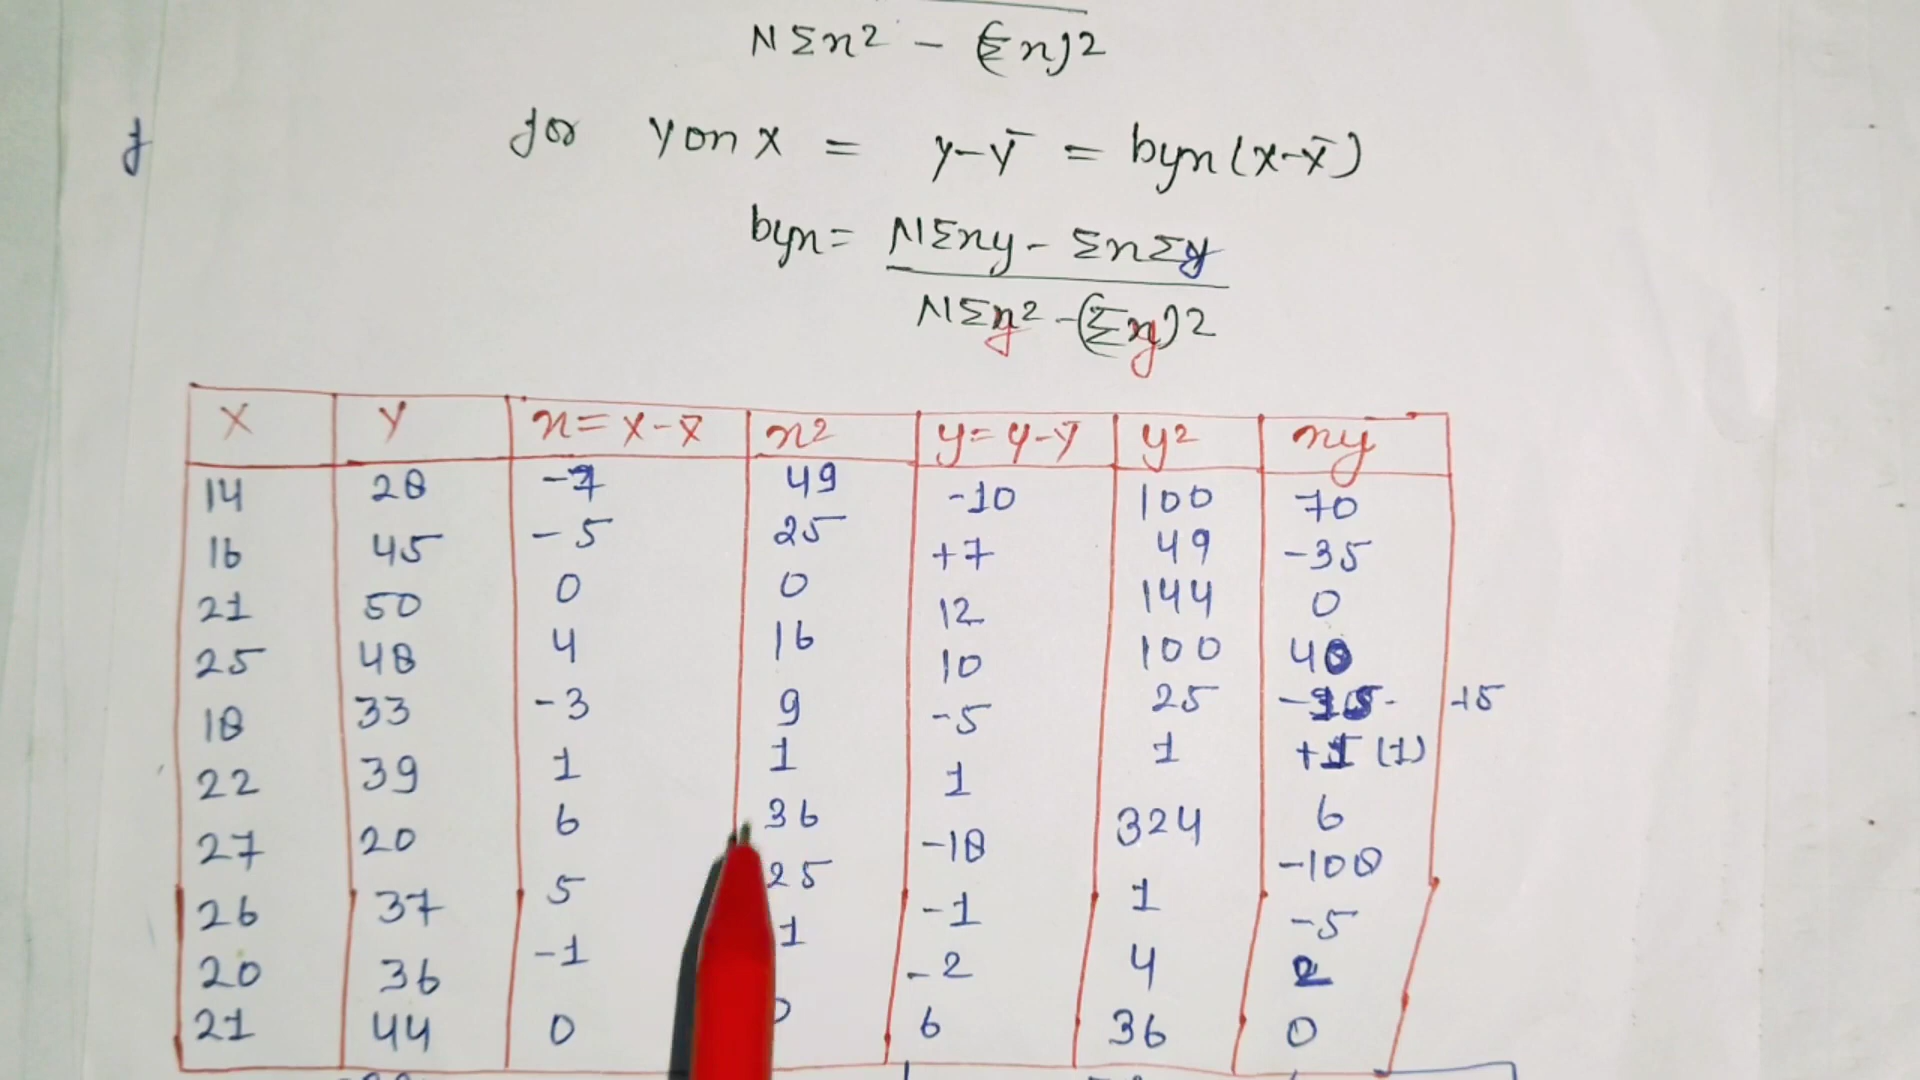 NΣx² - (Σx)²
y
for Y on X = y-ȳ = byx (x-x̄)
byx = NΣxy - ΣxΣy
NΣy² - (Σy)²
X Y x = X-X̄ x² y = Y-Ȳ y² xy
14 28 -7 49 -10 100 70
16 45 -5 25 +7 49 -35
21 50 0 0 12 144 0
25 48 4 16 10 100 40
18 33 -3 9 -5 25 -15 15
22 39 1 1 1 1 +1 (1)
27 20 6 36 -18 324 6
26 37 5 25 -1 1 -108
20 36 -1 1 -2 4 -5
2
21 44 0 6 36 0